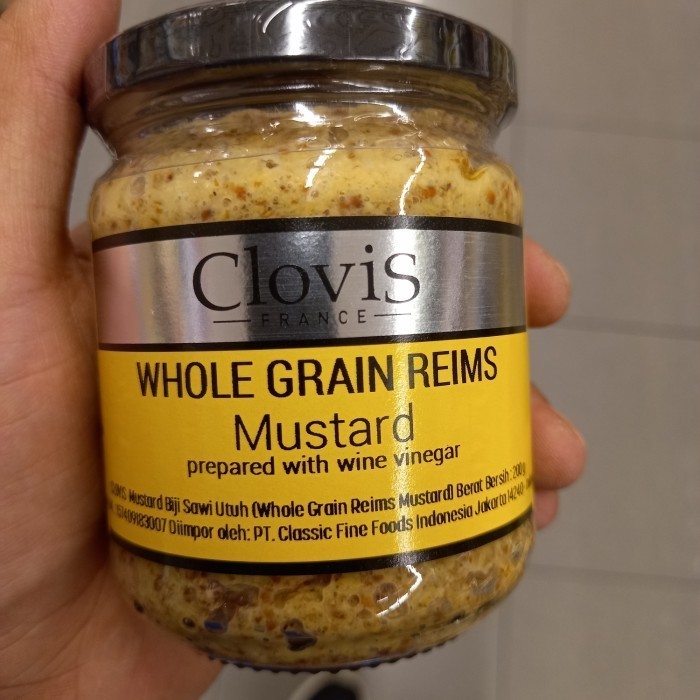 Clovis
FRANCE
WHOLE GRAIN REIMS
Mustard
prepared with wine vinegar
Mustard Biji Sawi Utuh (Whole Grain Reims Mustard) Berat Bersih: 200g
Diimpor oleh: PT. Classic Fine Foods Indonesia Jakarta 14240 -